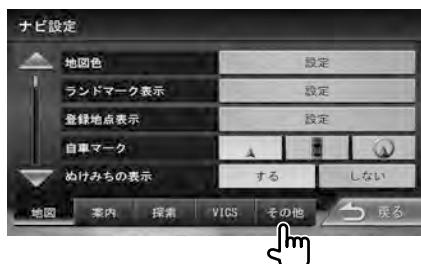 ナビ設定
地図色 設定
ランドマーク表示 設定
登録地点表示 設定
自車マーク
ぬけみちの表示 する しない
地図 案内 探索 VICS その他 戻る